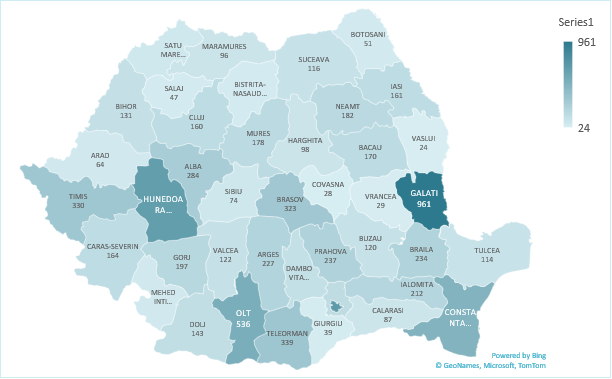 Series1
961
24
BOTOSANI
51
SATU
MARE...
MARAMURES
96
SUCEAVA
116
SALAJ
47
BISTRITA-
NASAUD...
IASI
161
BIHOR
131
CLUJ
160
NEAMT
182
MURES
178
HARGHITA
98
BACAU
170
VASLUI
24
ARAD
64
ALBA
284
TIMIS
330
HUNEDOA
RA...
SIBIU
74
BRASOV
323
COVASNA
28
VRANCEA
29
GALATI
961
CARAS-SEVERIN
164
GORJ
197
VALCEA
122
ARGES
227
DAMBO
VITA...
PRAHOVA
237
BUZAU
120
BRAILA
234
TULCEA
114
MEHED
INTI...
IALOMITA
212
DOLJ
143
OLT
536
TELEORMAN
339
GIURGIU
39
CALARASI
87
CONSTA
NTA...
Powered by Bing
© GeoNames, Microsoft, TomTom